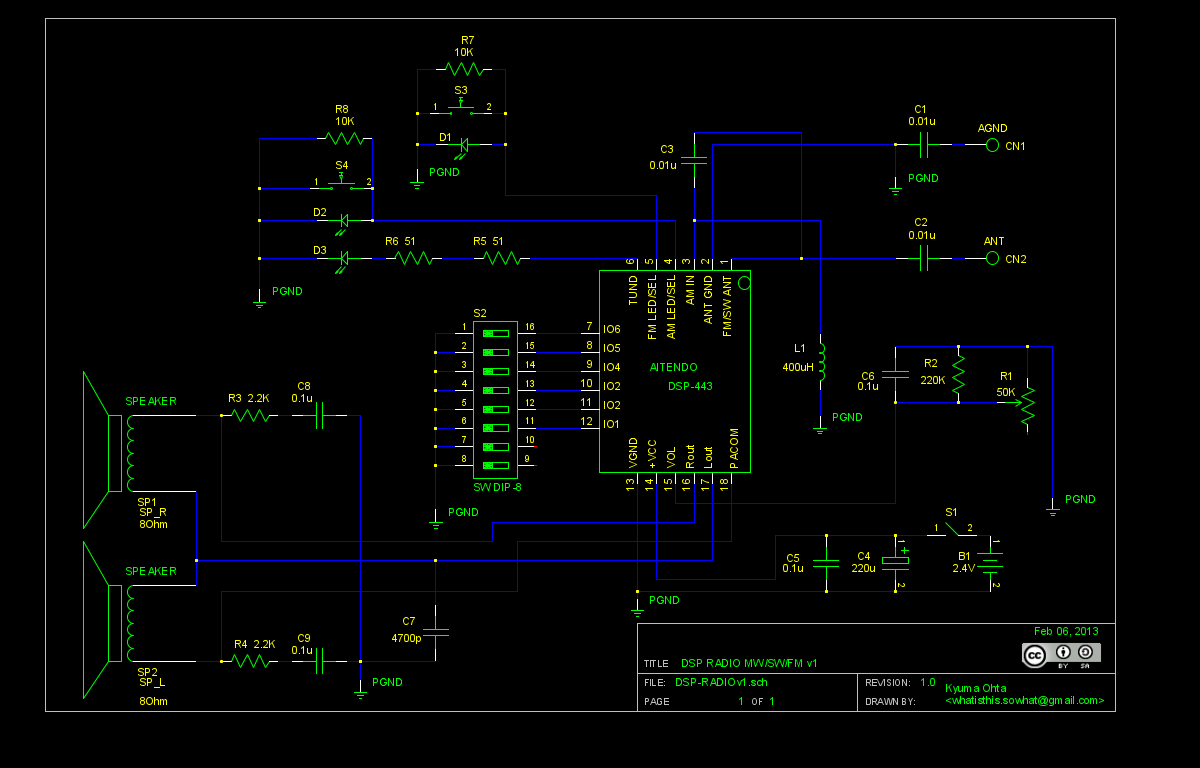 R7
10K
S3
1 2
D1
PGND
R8
10K
S4
1 2
D2
D3
R6 51
R5 51
PGND
C3
0.01u
C1
0.01u
AGND
CN1
PGND
C2
0.01u
ANT
CN2
6 5 4 3 2 1
TUND
FM LED/SEL
AM LED/SEL
AM IN
ANT GND
FM/SW ANT
AITENDO
DSP-443
7 IO6
8 IO5
9 IO4
10 IO2
11 IO2
12 IO1
VGND
+VCC
VOL
Rout
Lout
PACOM
13 14 15 16 17 18
S2
1 16
2 15
3 14
4 13
5 12
6 11
7 10
8 9
SW DIP-8
PGND
L1
400uH
PGND
C6
0.1u
R2
220K
R1
50K
PGND
SPEAKER
SP1
SP_R
8Ohm
R3 2.2K
C8
0.1u
SPEAKER
SP2
SP_L
8Ohm
R4 2.2K
C9
0.1u
PGND
C7
4700p
S1
1 2
C5
0.1u
C4
220u
1
+
2
B1
2.4V
1
2
PGND
Feb 06, 2013
cc
BY SA
TITLE DSP RADIO MW/SW/FM v1
FILE: DSP-RADIOv1.sch
REVISION: 1.0
PAGE 1 OF 1
DRAWN BY: Kyuma Ohta
<whatisthis.sowhat@gmail.com>